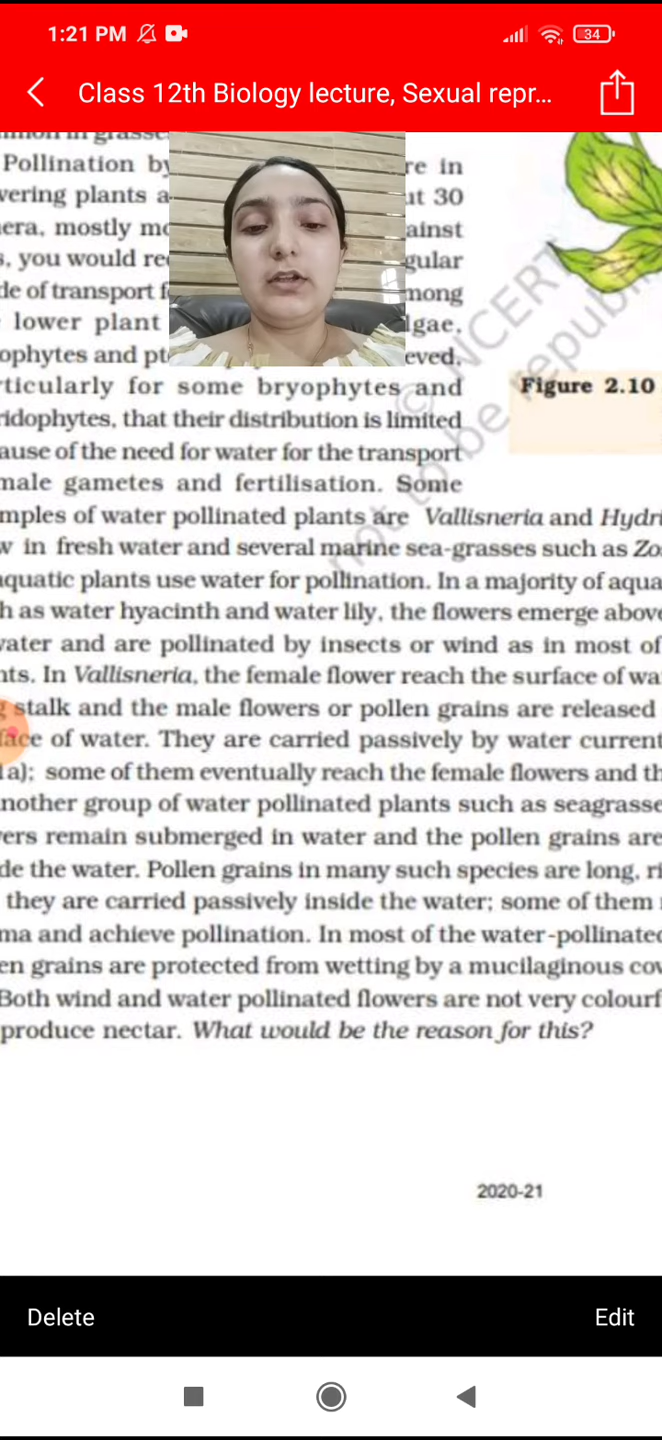 1:21 PM 34
Class 12th Biology lecture, Sexual repr...
Pollination by re in
vering plants a ut 30
era, mostly mo ainst
s, you would re gular
de of transport f mong
lower plant lgae,
ophytes and pt eved,
rticularly for some bryophytes and
ridophytes, that their distribution is limited
ause of the need for water for the transport
male gametes and fertilisation. Some
mples of water pollinated plants are Vallisneria and Hydri
w in fresh water and several marine sea-grasses such as Zo
aquatic plants use water for pollination. In a majority of aqua
h as water hyacinth and water lily, the flowers emerge above
vater and are pollinated by insects or wind as in most of
nts. In Vallisneria, the female flower reach the surface of wa
g stalk and the male flowers or pollen grains are released
face of water. They are carried passively by water current
1a); some of them eventually reach the female flowers and th
nother group of water pollinated plants such as seagrasse
ers remain submerged in water and the pollen grains are
de the water. Pollen grains in many such species are long, ri
they are carried passively inside the water; some of them
ma and achieve pollination. In most of the water-pollinated
en grains are protected from wetting by a mucilaginous cov
Both wind and water pollinated flowers are not very colourf
produce nectar. What would be the reason for this?
Figure 2.10
© NCERT
not to be republi
2020-21
Delete Edit